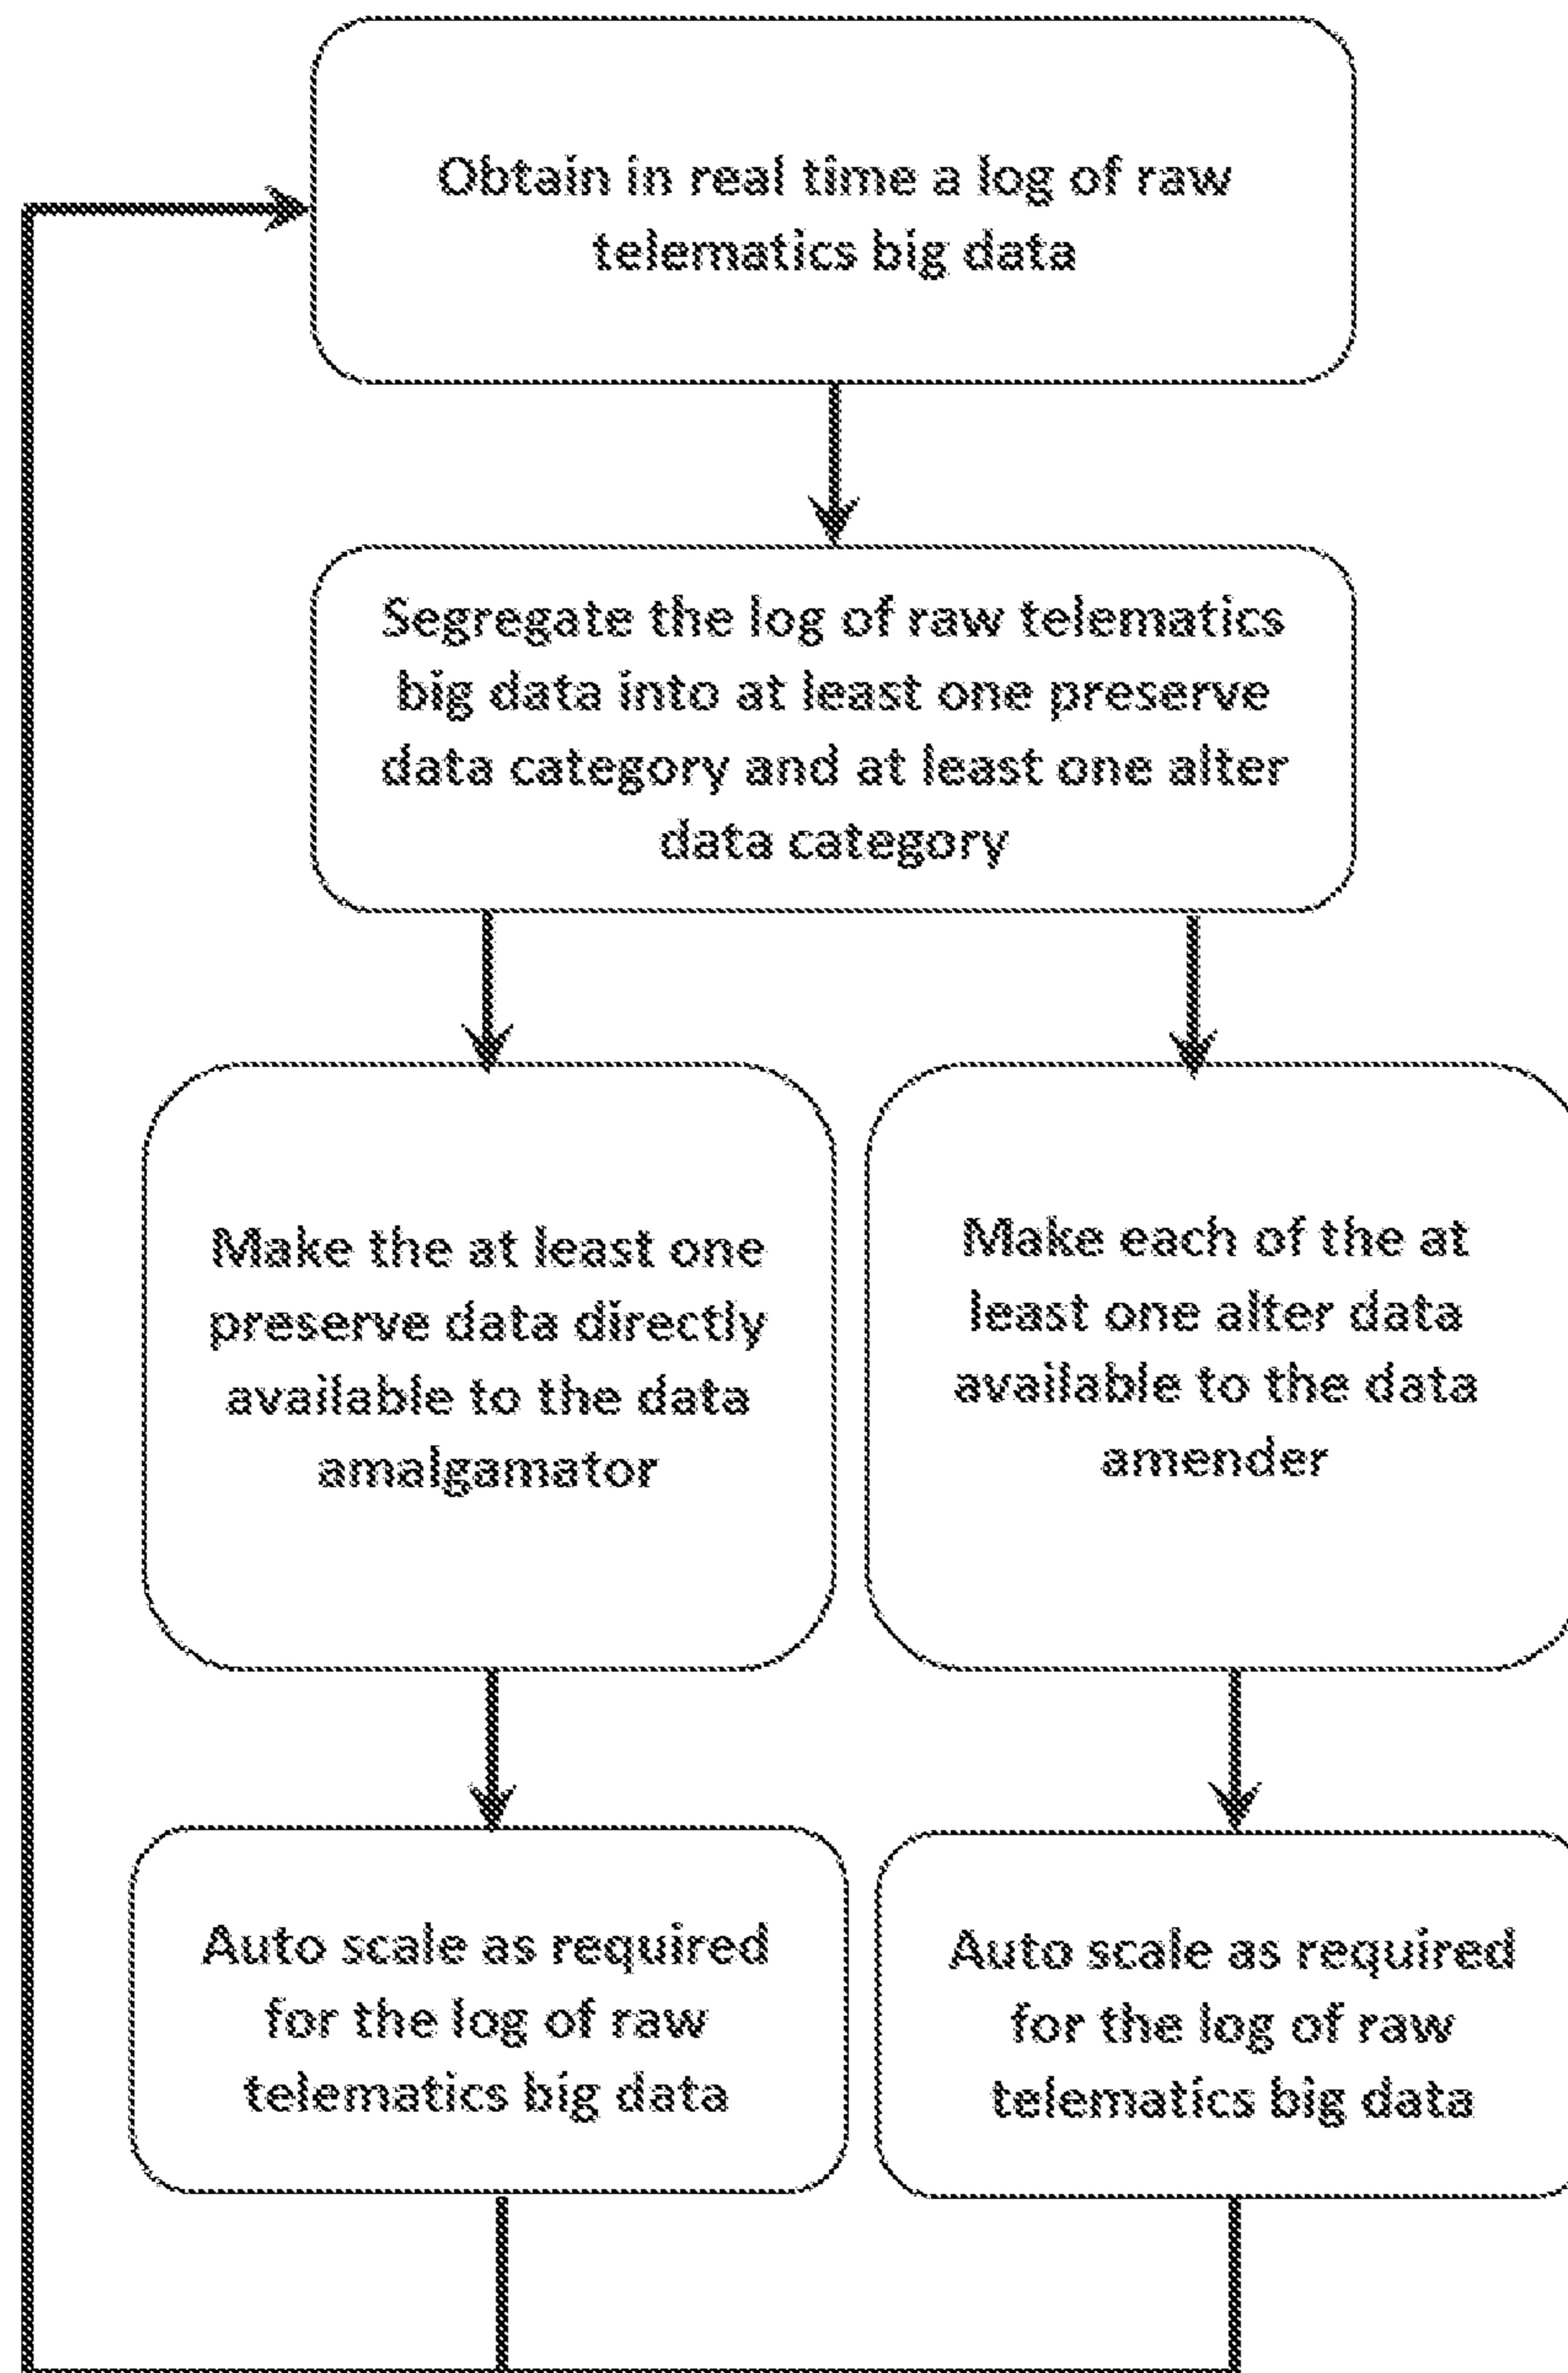 Obtain in real time a log of raw
telematics big data
Segregate the log of raw telematics
big data into at least one preserve
data category and at least one alter
data category
Make the at least one
preserve data directly
available to the data
amalgamator
Make each of the at
least one alter data
available to the data
amender
Auto scale as required
for the log of raw
telematics big data
Auto scale as required
for the log of raw
telematics big data